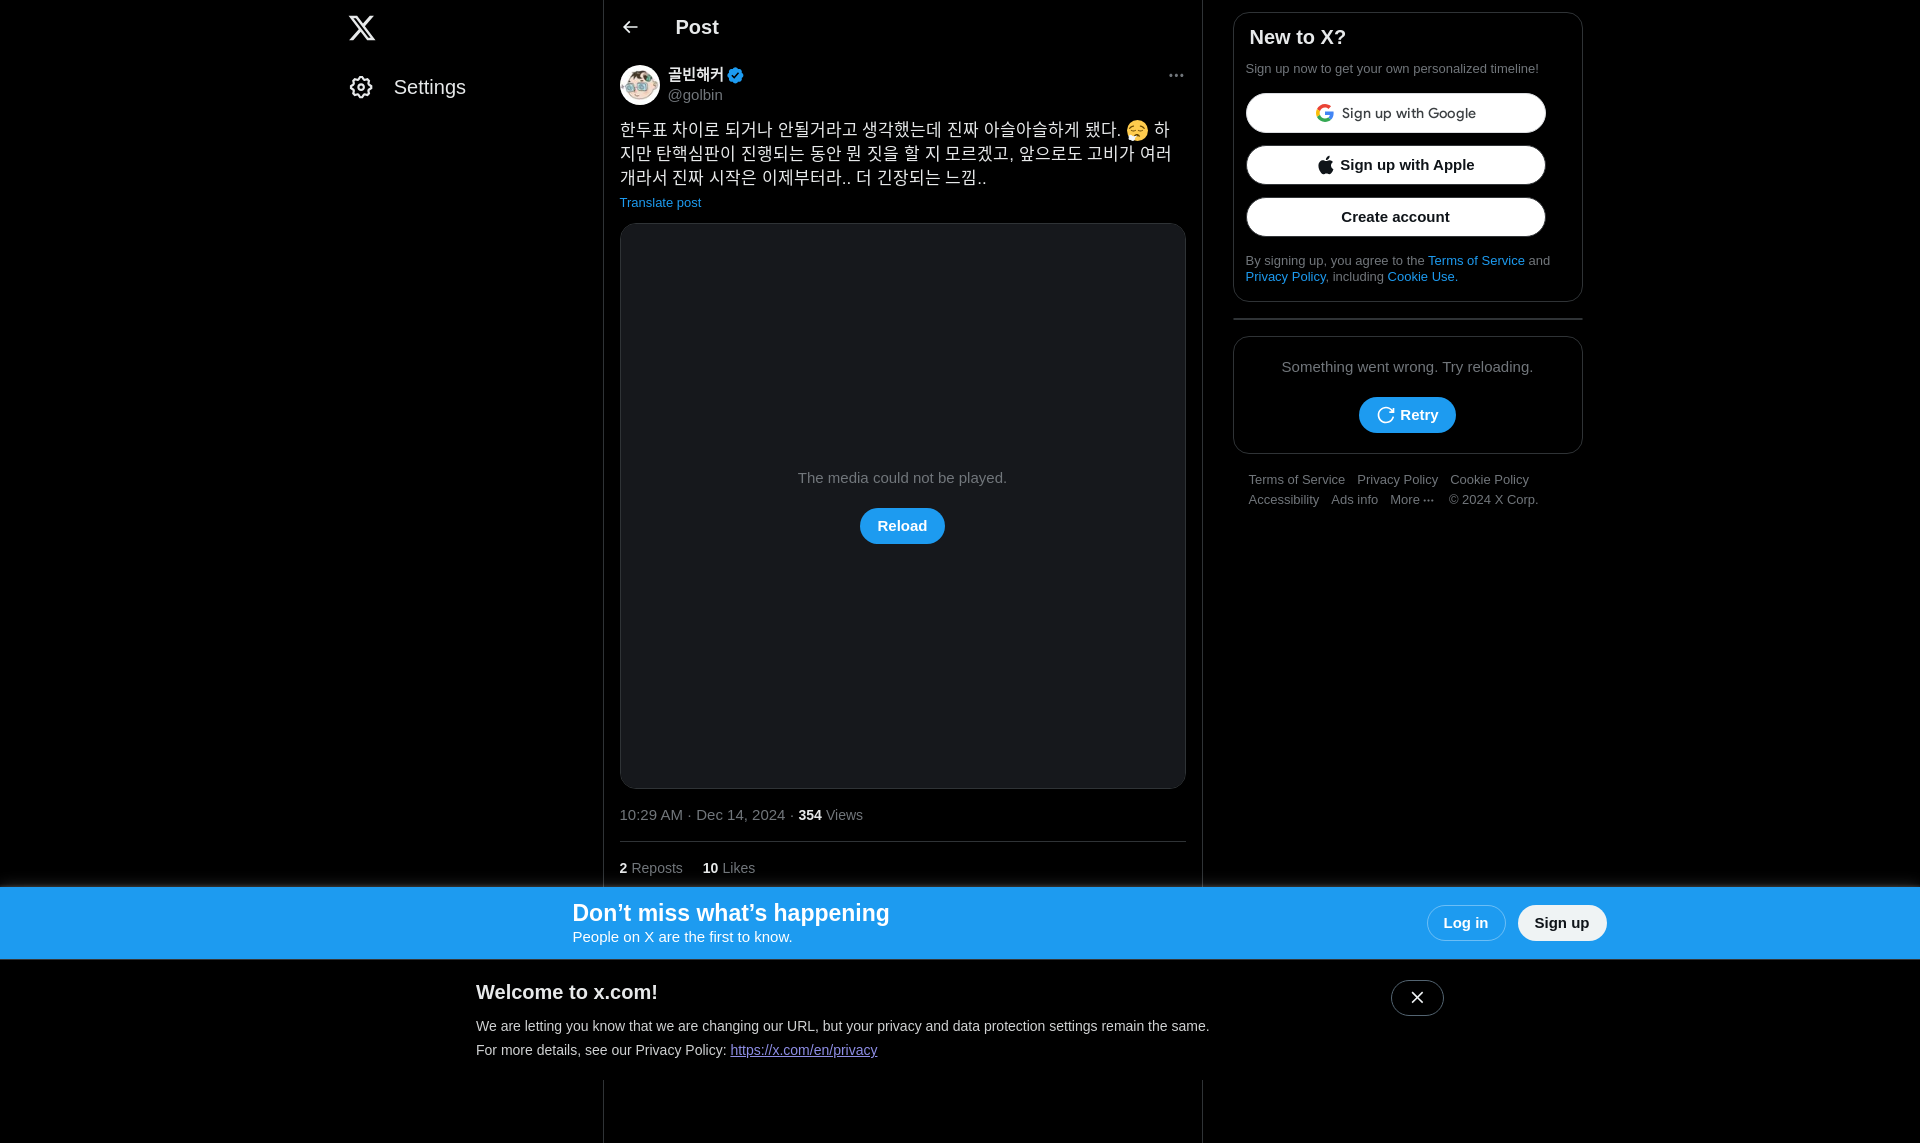 Settings
Post
골빈해커
@golbin
한두표 차이로 되거나 안될거라고 생각했는데 진짜 아슬아슬하게 됐다. 😮‍💨 하
지만 탄핵심판이 진행되는 동안 뭔 짓을 할 지 모르겠고, 앞으로도 고비가 여러
개라서 진짜 시작은 이제부터라.. 더 긴장되는 느낌..
Translate post
The media could not be played.
Reload
10:29 AM · Dec 14, 2024 · 354 Views
2 Reposts 10 Likes
New to X?
Sign up now to get your own personalized timeline!
Sign up with Google
Sign up with Apple
Create account
By signing up, you agree to the Terms of Service and
Privacy Policy, including Cookie Use.
Something went wrong. Try reloading.
Retry
Terms of Service Privacy Policy Cookie Policy
Accessibility Ads info More ··· © 2024 X Corp.
Don’t miss what’s happening
People on X are the first to know.
Log in
Sign up
Welcome to x.com!
We are letting you know that we are changing our URL, but your privacy and data protection settings remain the same.
For more details, see our Privacy Policy: https://x.com/en/privacy